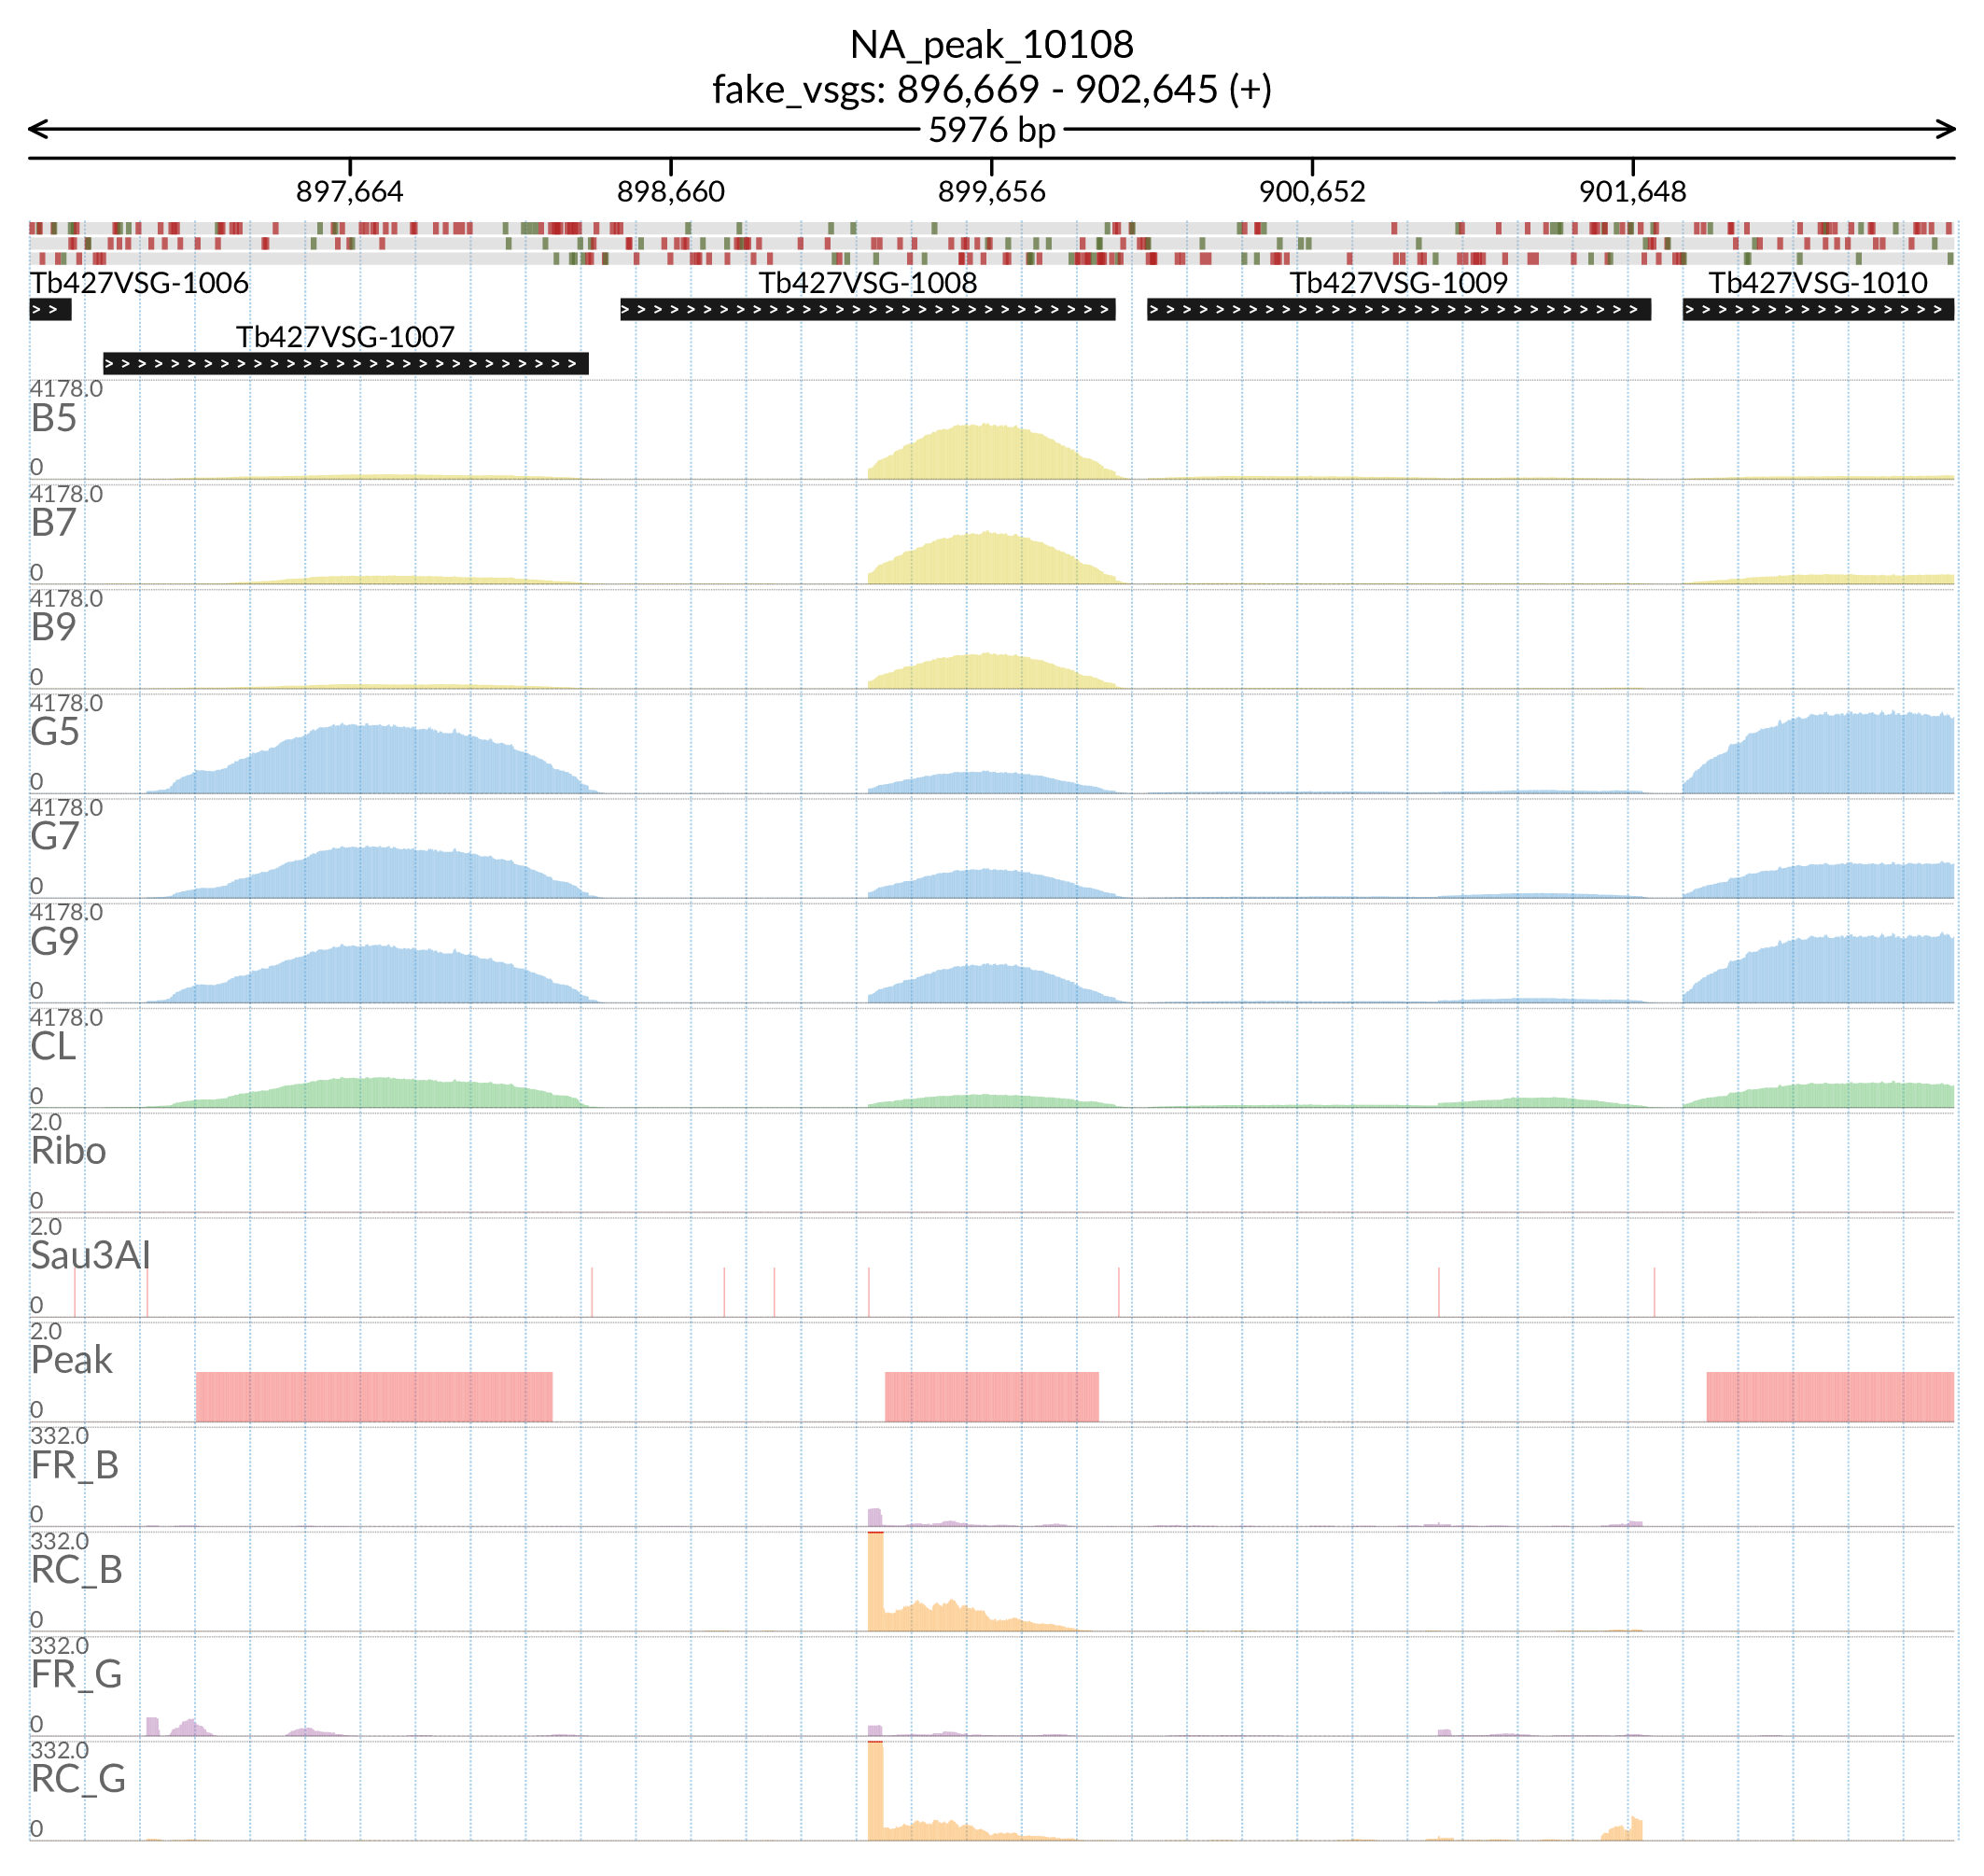 NA_peak_10108
fake_vsgs: 896,669 - 902,645 (+)
5976 bp
897,664 898,660 899,656 900,652 901,648
Tb427VSG-1006 Tb427VSG-1008 Tb427VSG-1009 Tb427VSG-1010
Tb427VSG-1007
4178.0
B5
0
4178.0
B7
0
4178.0
B9
0
4178.0
G5
0
4178.0
G7
0
4178.0
G9
0
4178.0
CL
0
2.0
Ribo
0
2.0
Sau3AI
0
2.0
Peak
0
332.0
FR_B
0
332.0
RC_B
0
332.0
FR_G
0
332.0
RC_G
0